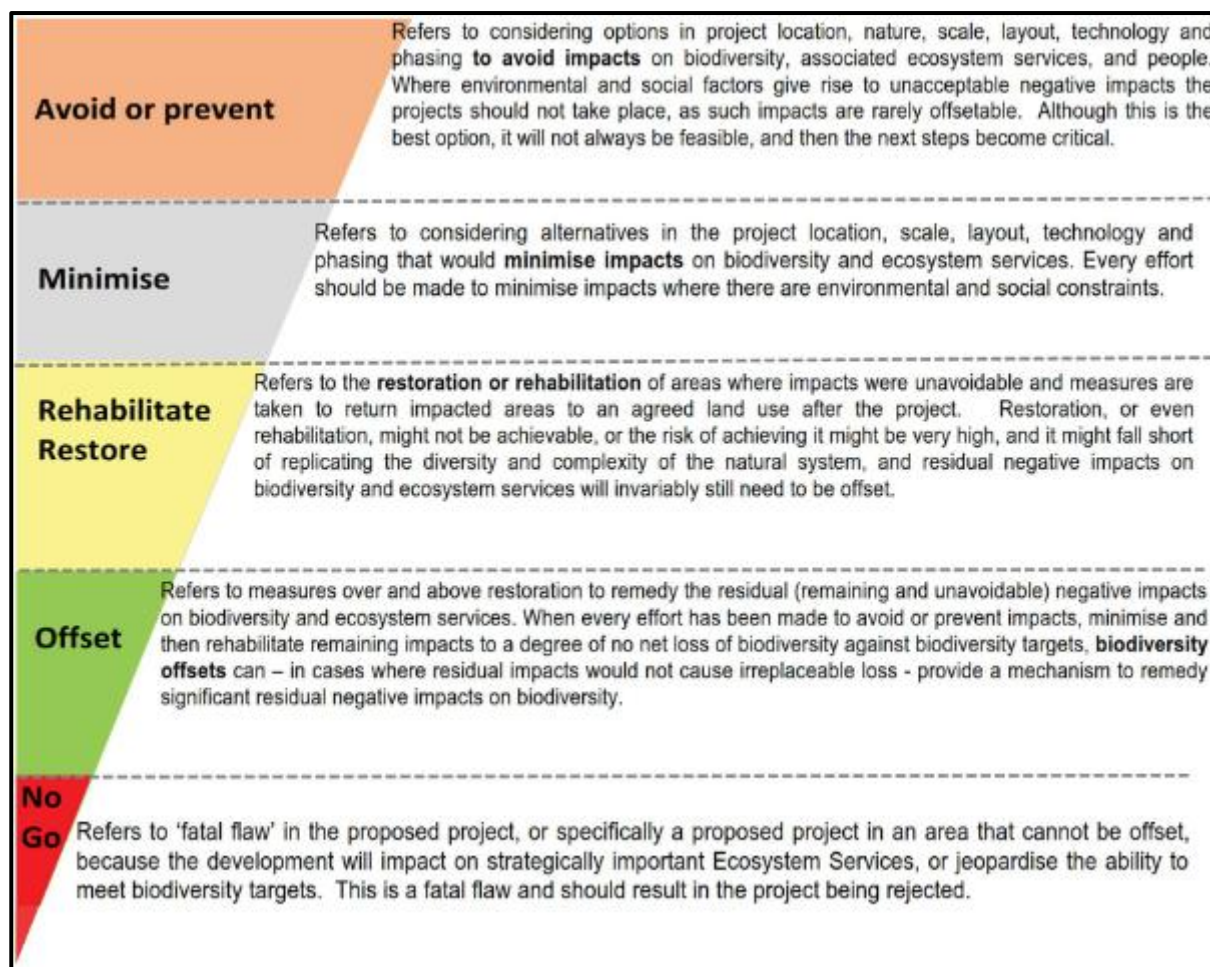 Refers to considering options in project location, nature, scale, layout, technology and
phasing to avoid impacts on biodiversity, associated ecosystem services, and people.
Where environmental and social factors give rise to unacceptable negative impacts the
projects should not take place, as such impacts are rarely offsetable. Although this is the
best option, it will not always be feasible, and then the next steps become critical.
Avoid or prevent
Refers to considering alternatives in the project location, scale, layout, technology and
phasing that would minimise impacts on biodiversity and ecosystem services. Every effort
should be made to minimise impacts where there are environmental and social constraints.
Minimise
Refers to the restoration or rehabilitation of areas where impacts were unavoidable and measures are
taken to return impacted areas to an agreed land use after the project. Restoration, or even
rehabilitation, might not be achievable, or the risk of achieving it might be very high, and it might fall short
of replicating the diversity and complexity of the natural system, and residual negative impacts on
biodiversity and ecosystem services will invariably still need to be offset.
Rehabilitate
Restore
Refers to measures over and above restoration to remedy the residual (remaining and unavoidable) negative impacts
on biodiversity and ecosystem services. When every effort has been made to avoid or prevent impacts, minimise and
then rehabilitate remaining impacts to a degree of no net loss of biodiversity against biodiversity targets, biodiversity
offsets can – in cases where residual impacts would not cause irreplaceable loss - provide a mechanism to remedy
significant residual negative impacts on biodiversity.
Offset
No
Go
Refers to ‘fatal flaw’ in the proposed project, or specifically a proposed project in an area that cannot be offset,
because the development will impact on strategically important Ecosystem Services, or jeopardise the ability to
meet biodiversity targets. This is a fatal flaw and should result in the project being rejected.